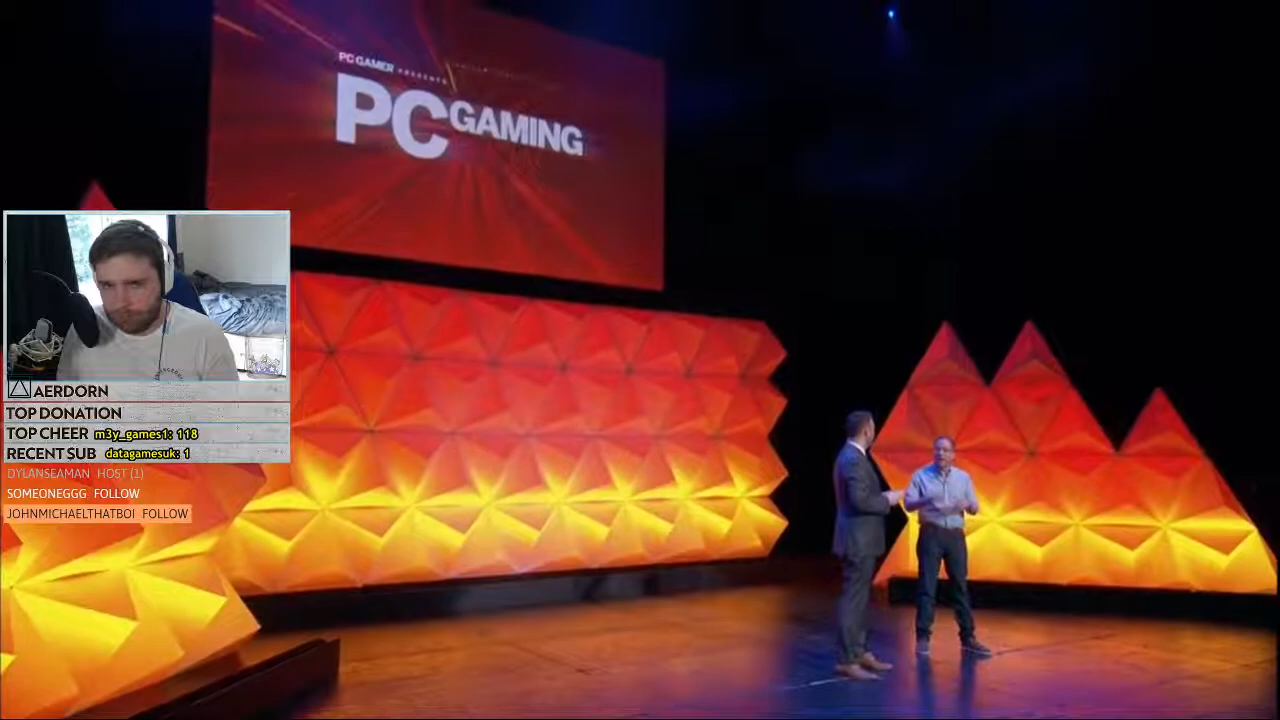 PC GAMER PRESENTS
PC GAMING
AERDORN
TOP DONATION
TOP CHEER m3y_games1: 118
RECENT SUB datagamesuk: 1
DYLANSEAMAN HOST (1)
SOMEONEGGG FOLLOW
JOHNMICHAELTHATBOI FOLLOW